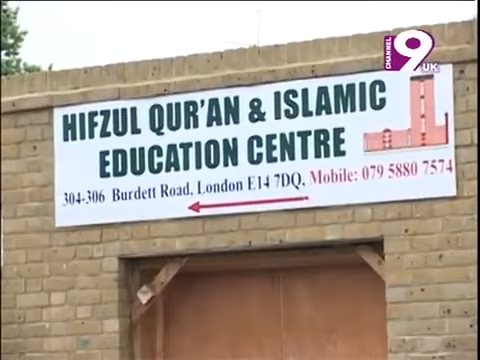 CHANNEL 9 UK
HIFZUL QUR'AN & ISLAMIC
EDUCATION CENTRE
304-306 Burdett Road, London E14 7DQ, Mobile: 079 5880 7574